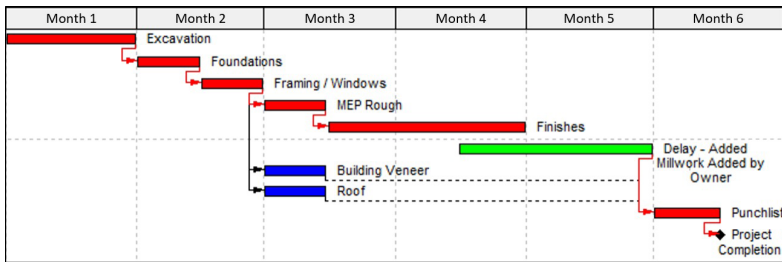 Month 1 Month 2 Month 3 Month 4 Month 5 Month 6
Excavation
Foundations
Framing / Windows
MEP Rough
Finishes
Delay - Added
Millwork Added by
Owner
Building Veneer
Roof
Punchlist
Project
Completion